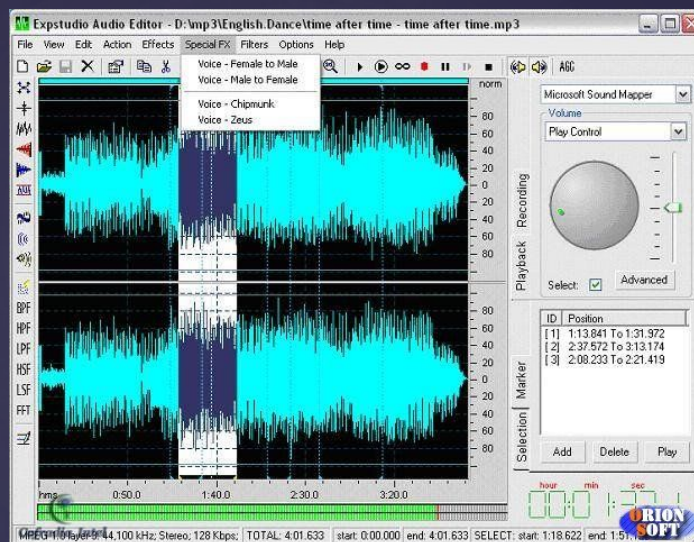 Expstudio Audio Editor - D:\mp3\English.Dance\time after time - time after time.mp3
File View Edit Action Effects Special FX Filters Options Help
Voice - Female to Male
Voice - Male to Female
Voice - Chipmunk
Voice - Zeus
AGC
norm
80
60
40
20
0
20
40
60
80
80
60
40
20
0
20
40
60
80
BPF
HPF
LPF
HSF
LSF
FFT
hms 0:50.0 1:40.0 2:30.0 3:20.0
Microsoft Sound Mapper
Volume
Play Control
Recording
Playback
Select: Advanced
ID Position
[1] 1:13.841 To 1:31.972
[2] 2:37.572 To 3:13.174
[3] 2:08.233 To 2:21.419
Marker
Selection
Add Delete Play
hour min sec
ORION
SOFT
44,100 kHz; Stereo; 128 Kbps; TOTAL: 4:01.633 start: 0:00.000 end: 4:01.633 SELECT: start: 1:18.622 end: 1:51